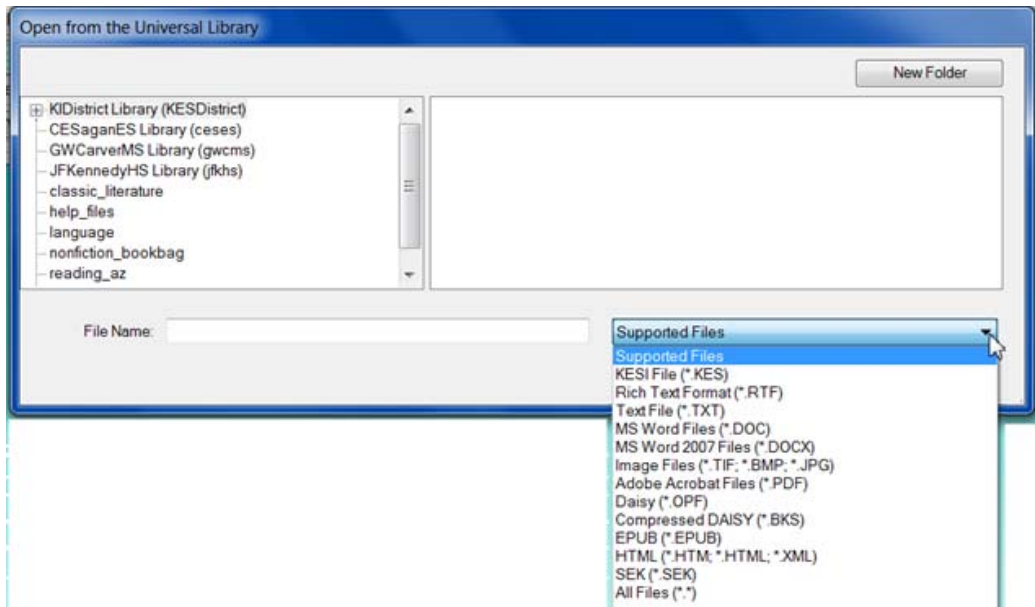 Open from the Universal Library
New Folder
KIDistrict Library (KESDistrict)
CESaganES Library (ceses)
GWCarverMS Library (gwcms)
JFKennedyHS Library (jfkhs)
classic_literature
help_files
language
nonfiction_bookbag
reading_az
File Name:
Supported Files
Supported Files
KESI File (*.KES)
Rich Text Format (*.RTF)
Text File (*.TXT)
MS Word Files (*.DOC)
MS Word 2007 Files (*.DOCX)
Image Files (*.TIF; *.BMP; *.JPG)
Adobe Acrobat Files (*.PDF)
Daisy (*.OPF)
Compressed DAISY (*.BKS)
EPUB (*.EPUB)
HTML (*.HTM; *.HTML; *.XML)
SEK (*.SEK)
All Files (*.*)